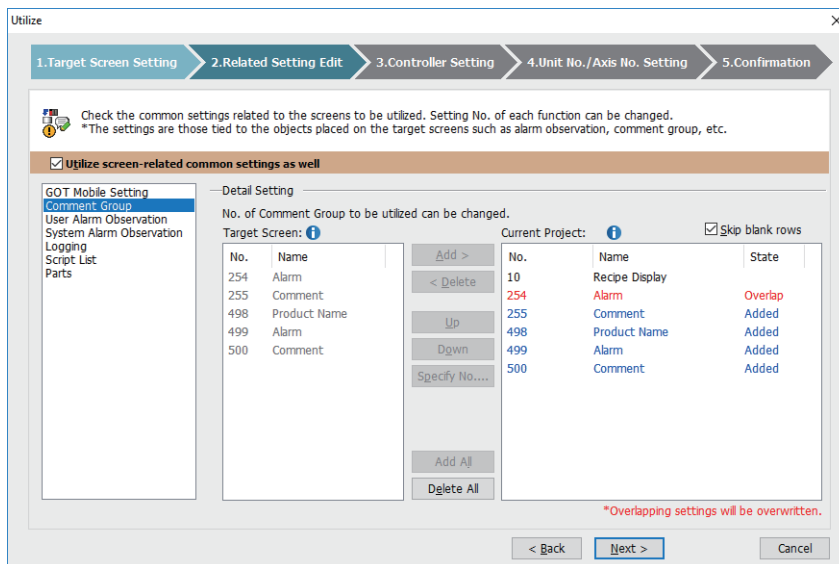 Utilize
1.Target Screen Setting 2.Related Setting Edit 3.Controller Setting 4.Unit No./Axis No. Setting 5.Confirmation
Check the common settings related to the screens to be utilized. Setting No. of each function can be changed.
*The settings are those tied to the objects placed on the target screens such as alarm observation, comment group, etc.
Utilize screen-related common settings as well
GOT Mobile Setting
Comment Group
User Alarm Observation
System Alarm Observation
Logging
Script List
Parts
Detail Setting
No. of Comment Group to be utilized can be changed.
Target Screen:
No. Name
254 Alarm
255 Comment
498 Product Name
499 Alarm
500 Comment
Add >
< Delete
Up
Down
Specify No....
Add All
Delete All
Current Project:
Skip blank rows
No. Name State
10 Recipe Display
254 Alarm Overlap
255 Comment Added
498 Product Name Added
499 Alarm Added
500 Comment Added
*Overlapping settings will be overwritten.
< Back Next > Cancel